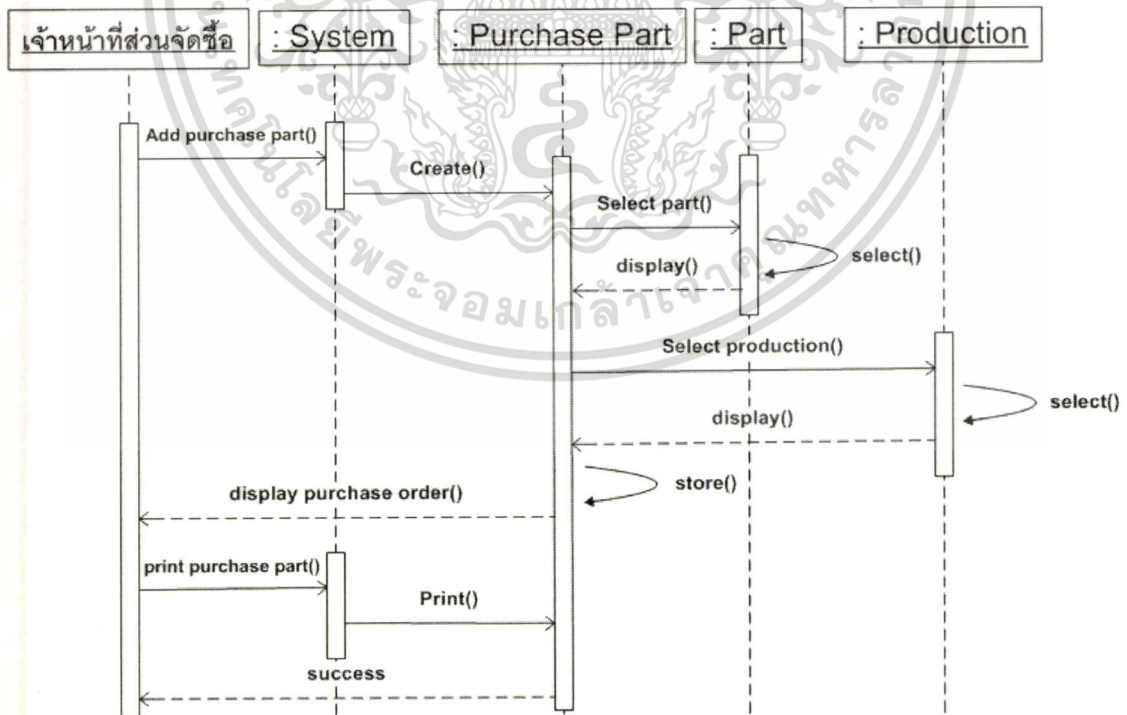 เจ้าหน้าที่ส่วนจัดซื้อ
: System
: Purchase Part
: Part
: Production
Add purchase part()
Create()
Select part()
select()
display()
Select production()
select()
display()
store()
display purchase order()
print purchase part()
Print()
success